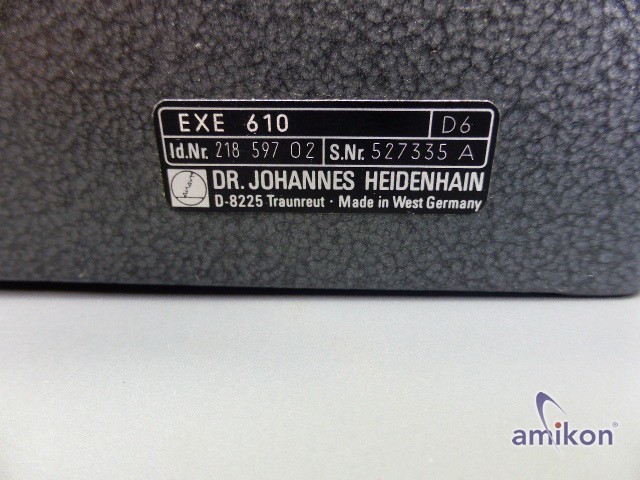 EXE 610 D6
Id.Nr. 218 597 02 S.Nr. 527335 A
DR. JOHANNES HEIDENHAIN
D-8225 Traunreut · Made in West Germany
amikon®